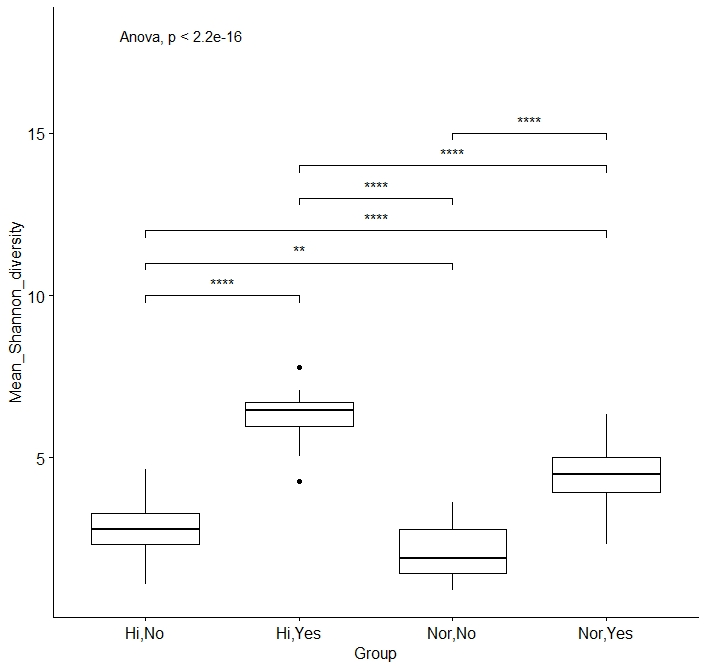 Anova, p < 2.2e-16
****
****
****
****
**
****
15
10
5
Mean_Shannon_diversity
Hi,No Hi,Yes Nor,No Nor,Yes
Group